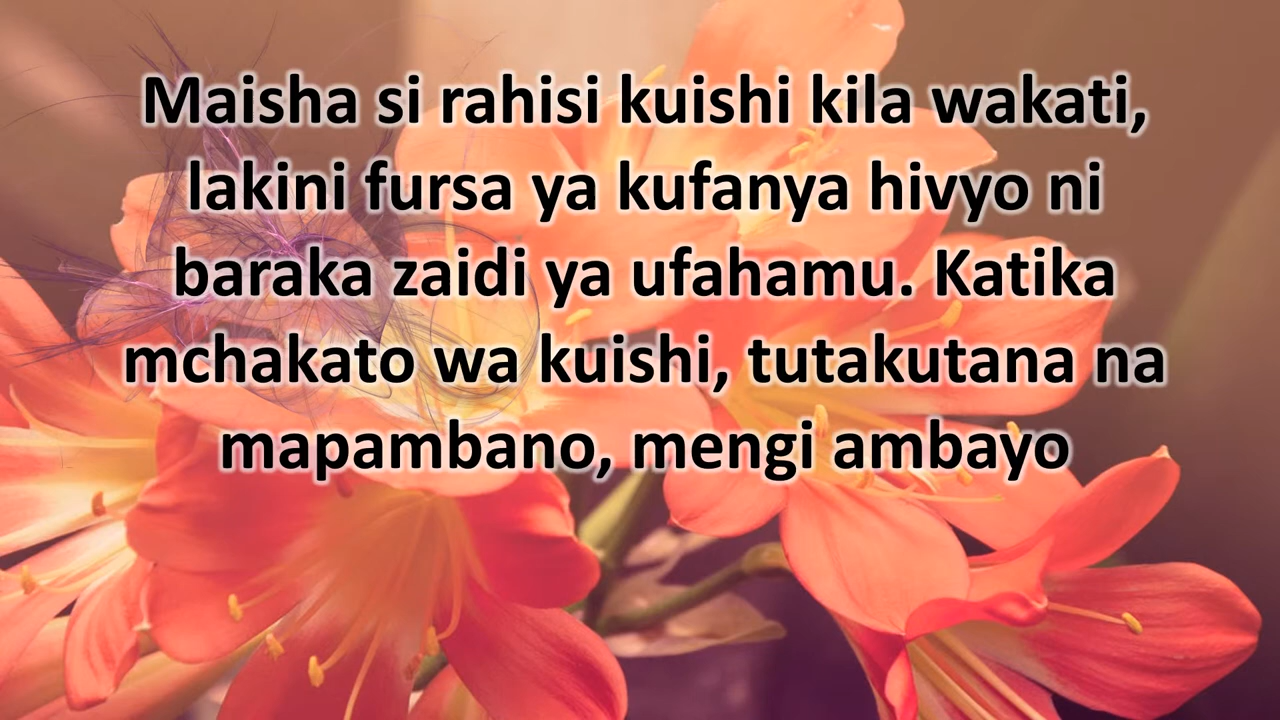 Maisha si rahisi kuishi kila wakati,
lakini fursa ya kufanya hivyo ni
baraka zaidi ya ufahamu. Katika
mchakato wa kuishi, tutakutana na
mapambano, mengi ambayo